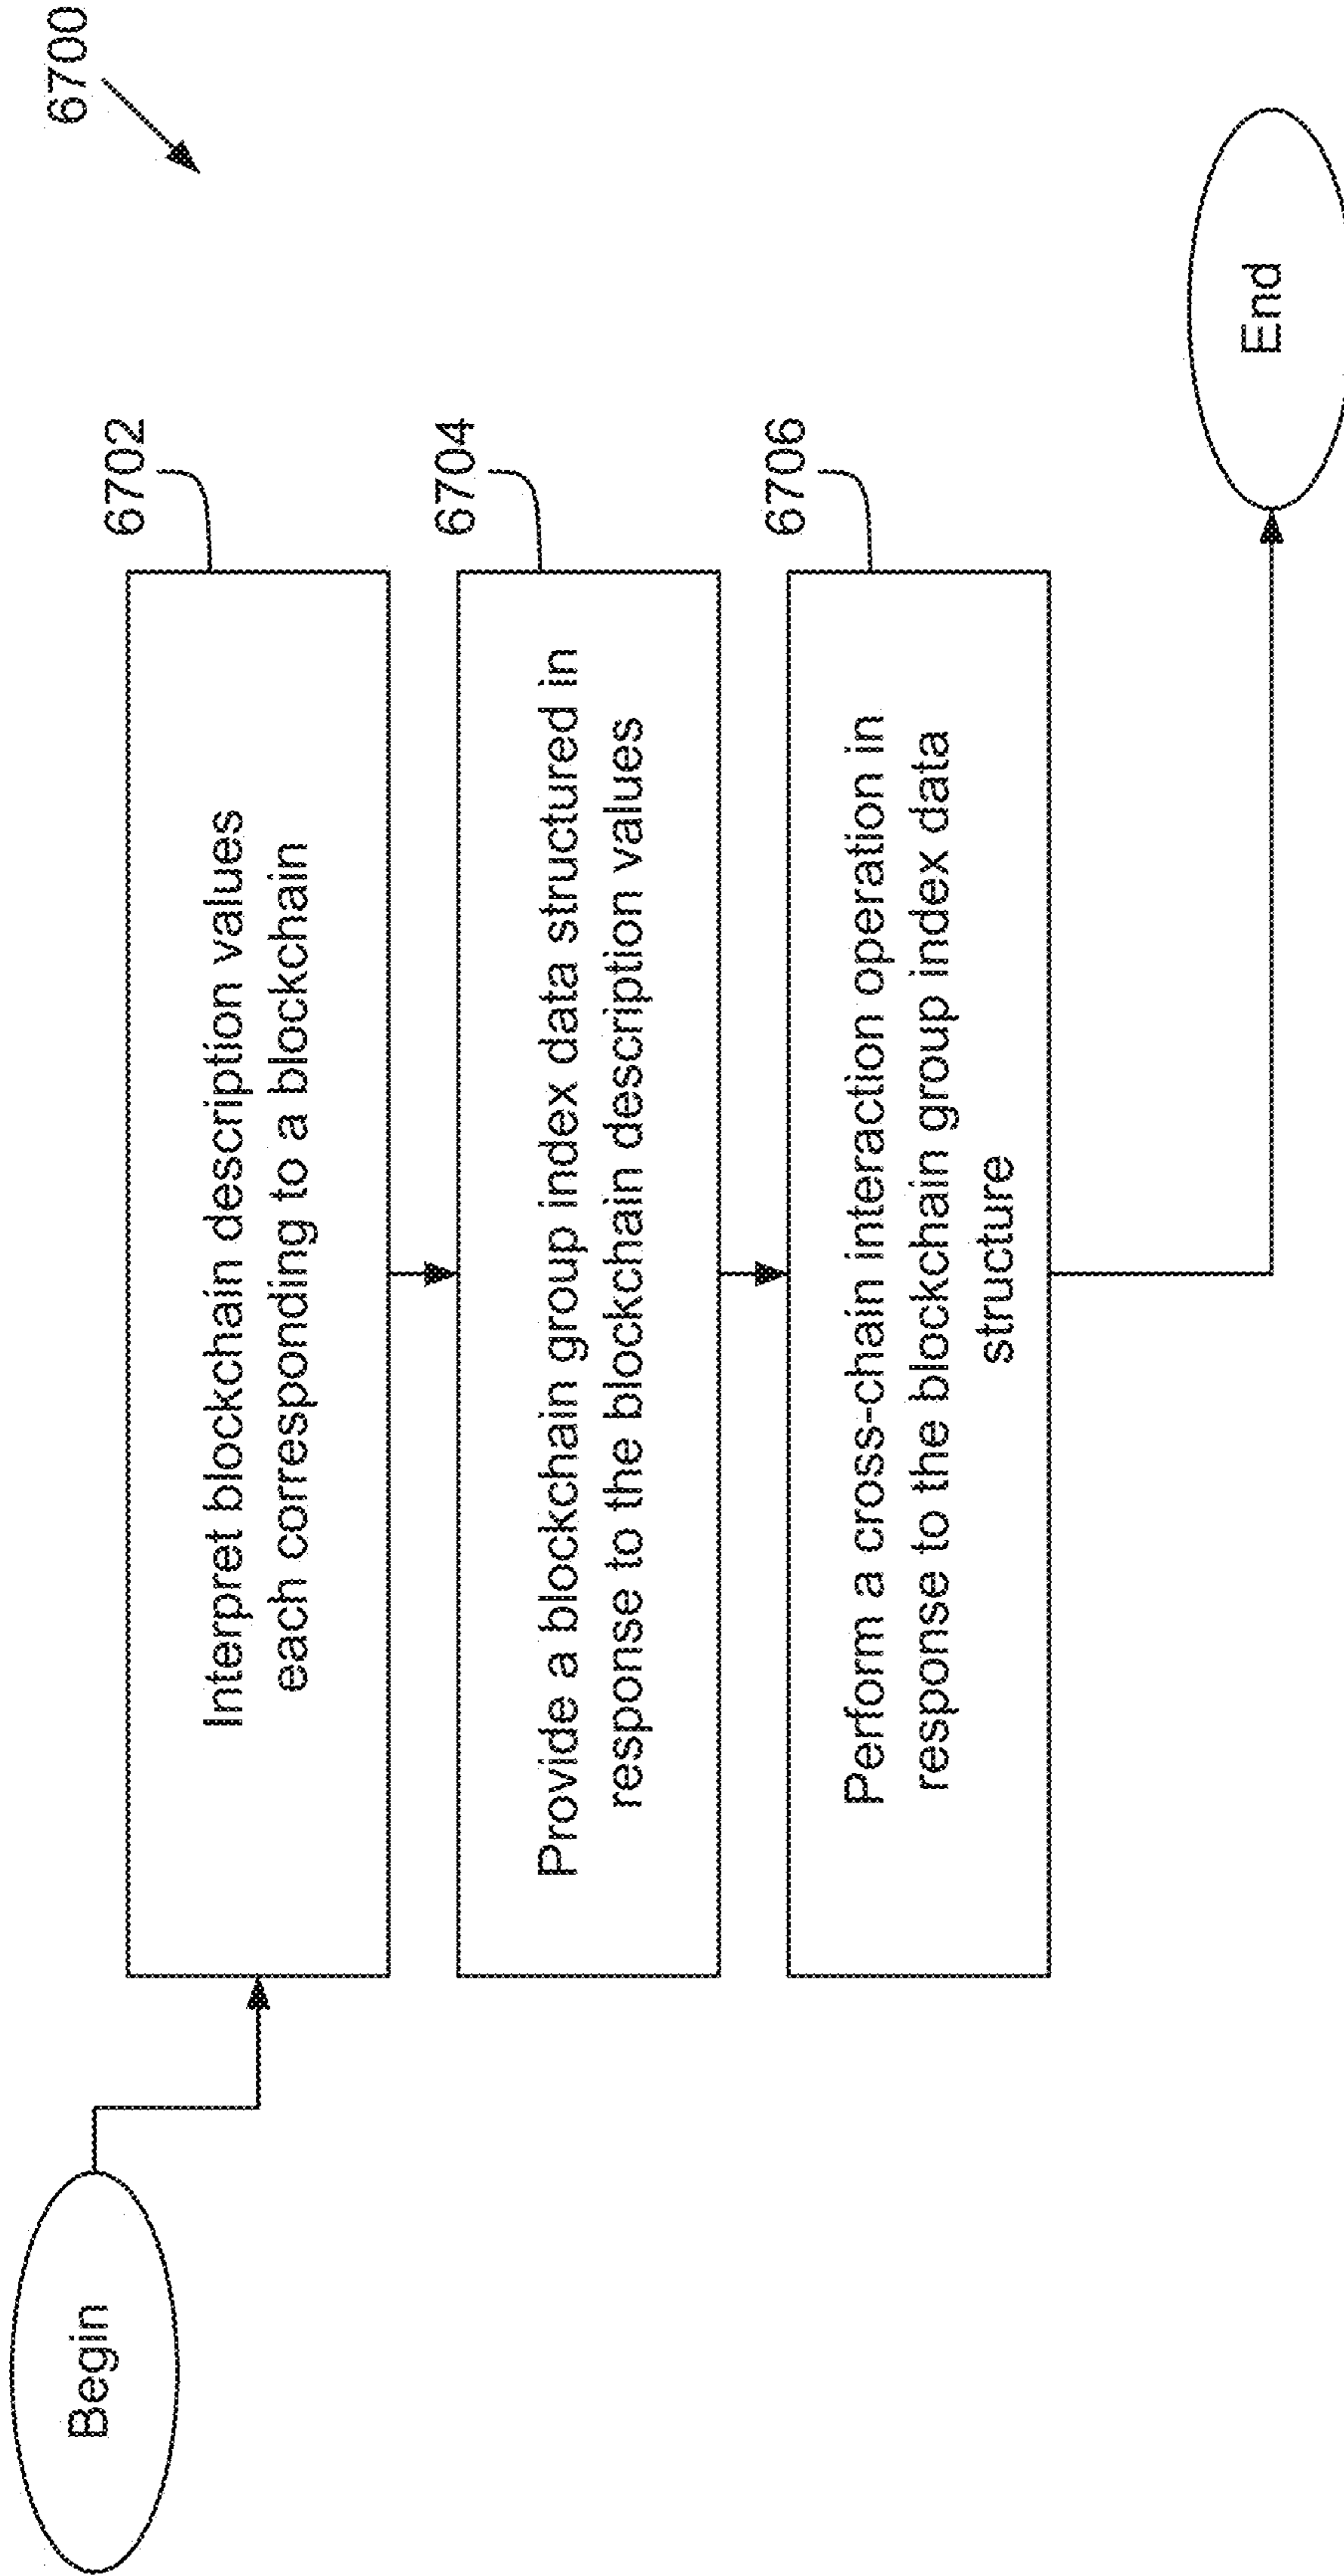 6700
Begin
6702
Interpret blockchain description values
each corresponding to a blockchain
6704
Provide a blockchain group index data structured in
response to the blockchain description values
6706
Perform a cross-chain interaction operation in
response to the blockchain group index data
structure
End